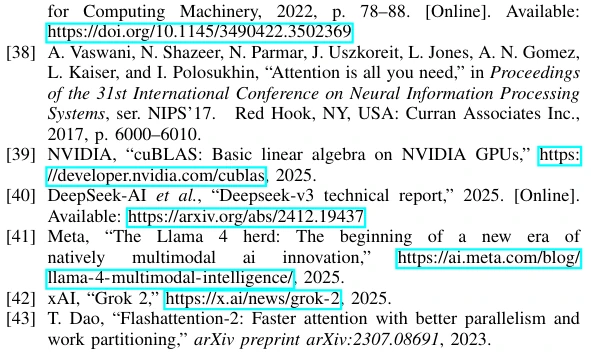 for Computing Machinery, 2022, p. 78–88. [Online]. Available:
https://doi.org/10.1145/3490422.3502369
[38] A. Vaswani, N. Shazeer, N. Parmar, J. Uszkoreit, L. Jones, A. N. Gomez,
L. Kaiser, and I. Polosukhin, “Attention is all you need,” in Proceedings
of the 31st International Conference on Neural Information Processing
Systems, ser. NIPS’17. Red Hook, NY, USA: Curran Associates Inc.,
2017, p. 6000–6010.
[39] NVIDIA, “cuBLAS: Basic linear algebra on NVIDIA GPUs,” https:
//developer.nvidia.com/cublas, 2025.
[40] DeepSeek-AI et al., “Deepseek-v3 technical report,” 2025. [Online].
Available: https://arxiv.org/abs/2412.19437
[41] Meta, “The Llama 4 herd: The beginning of a new era of
natively multimodal ai innovation,” https://ai.meta.com/blog/
llama-4-multimodal-intelligence/, 2025.
[42] xAI, “Grok 2,” https://x.ai/news/grok-2, 2025.
[43] T. Dao, “Flashattention-2: Faster attention with better parallelism and
work partitioning,” arXiv preprint arXiv:2307.08691, 2023.